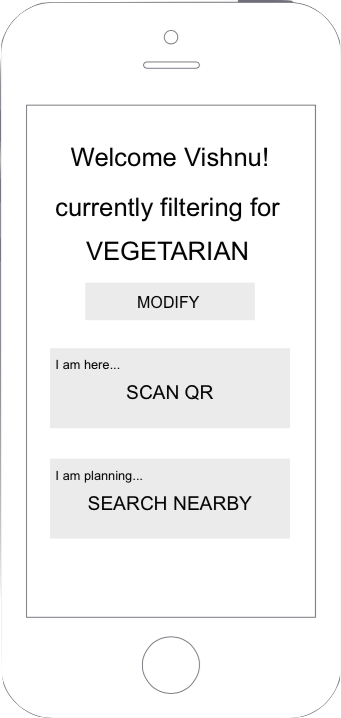 Welcome Vishnu!
currently filtering for
VEGETARIAN
MODIFY
I am here...
SCAN QR
I am planning...
SEARCH NEARBY